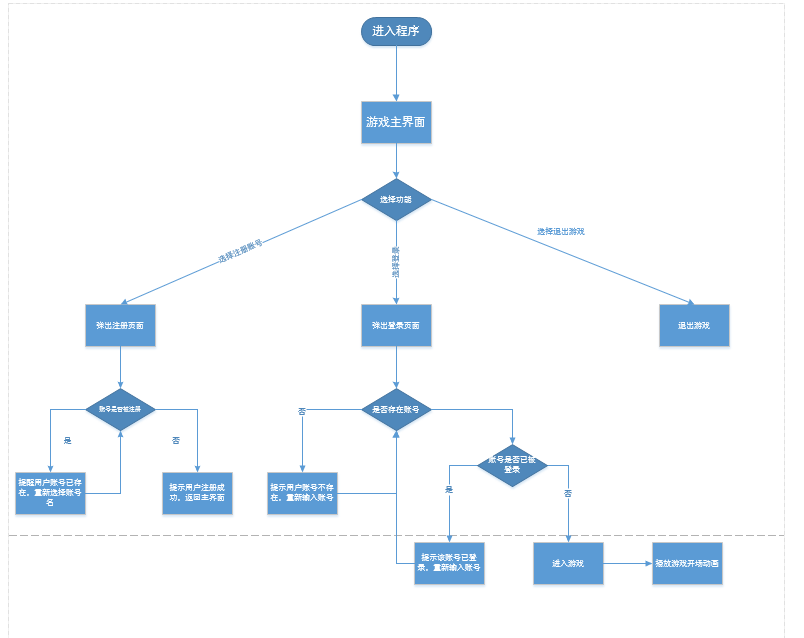 进入程序
游戏主界面
选择功能
选择注册账号
选择登录
选择退出游戏
弹出注册页面
弹出登录页面
退出游戏
账号是否被注册
是否存在账号
是
否
否
账号是否已被
登录
提醒用户账号已存
在，重新选择账号
名
提示用户注册成
功，返回主界面
提示用户账号不存
在，重新输入账号
是
否
提示该账号已登
录，重新输入账号
进入游戏
播放游戏开场动画